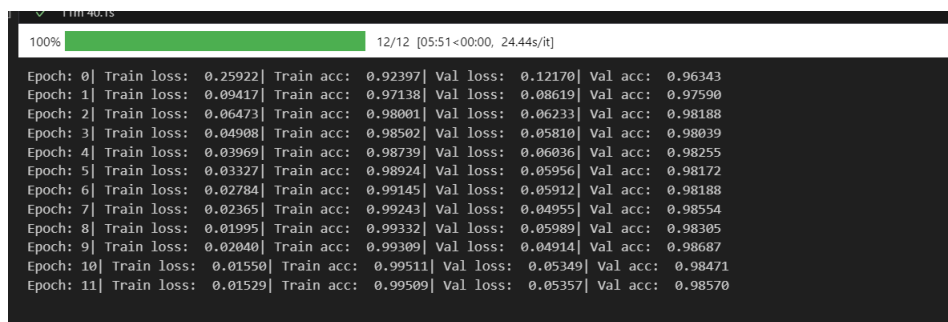 11m 40.1s
100% 12/12 [05:51<00:00, 24.44s/it]
Epoch: 0| Train loss: 0.25922| Train acc: 0.92397| Val loss: 0.12170| Val acc: 0.96343
Epoch: 1| Train loss: 0.09417| Train acc: 0.97138| Val loss: 0.08619| Val acc: 0.97590
Epoch: 2| Train loss: 0.06473| Train acc: 0.98001| Val loss: 0.06233| Val acc: 0.98188
Epoch: 3| Train loss: 0.04908| Train acc: 0.98502| Val loss: 0.05810| Val acc: 0.98039
Epoch: 4| Train loss: 0.03969| Train acc: 0.98739| Val loss: 0.06036| Val acc: 0.98255
Epoch: 5| Train loss: 0.03327| Train acc: 0.98924| Val loss: 0.05956| Val acc: 0.98172
Epoch: 6| Train loss: 0.02784| Train acc: 0.99145| Val loss: 0.05912| Val acc: 0.98188
Epoch: 7| Train loss: 0.02365| Train acc: 0.99243| Val loss: 0.04955| Val acc: 0.98554
Epoch: 8| Train loss: 0.01995| Train acc: 0.99332| Val loss: 0.05989| Val acc: 0.98305
Epoch: 9| Train loss: 0.02040| Train acc: 0.99309| Val loss: 0.04914| Val acc: 0.98687
Epoch: 10| Train loss: 0.01550| Train acc: 0.99511| Val loss: 0.05349| Val acc: 0.98471
Epoch: 11| Train loss: 0.01529| Train acc: 0.99509| Val loss: 0.05357| Val acc: 0.98570